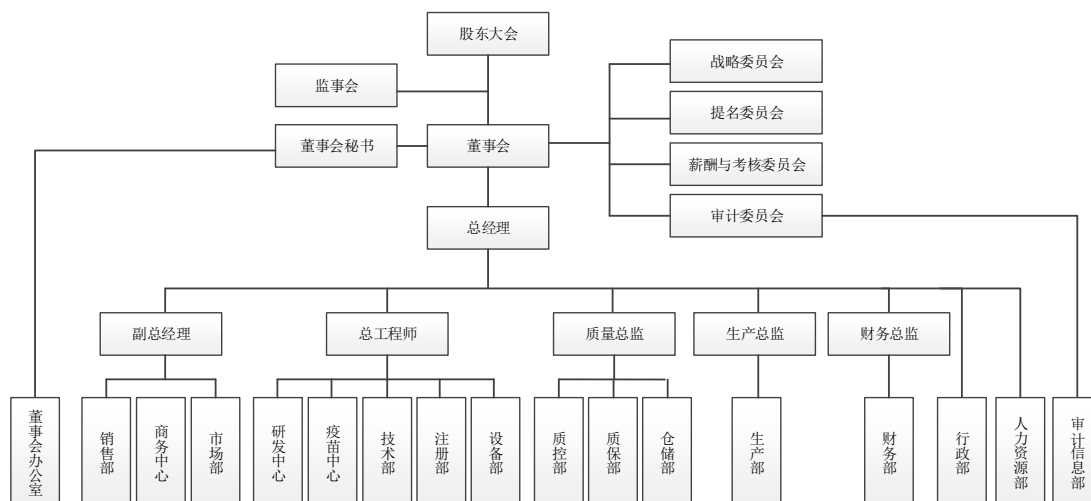 股东大会
战略委员会
监事会
提名委员会
董事会秘书
董事会
薪酬与考核委员会
审计委员会
总经理
副总经理
总工程师
质量总监
生产总监
财务总监
董事会办公室
销售部
商务中心
市场部
研发中心
疫苗中心
技术部
注册部
设备部
质控部
质保部
仓储部
生产部
财务部
行政部
人力资源部
审计信息部